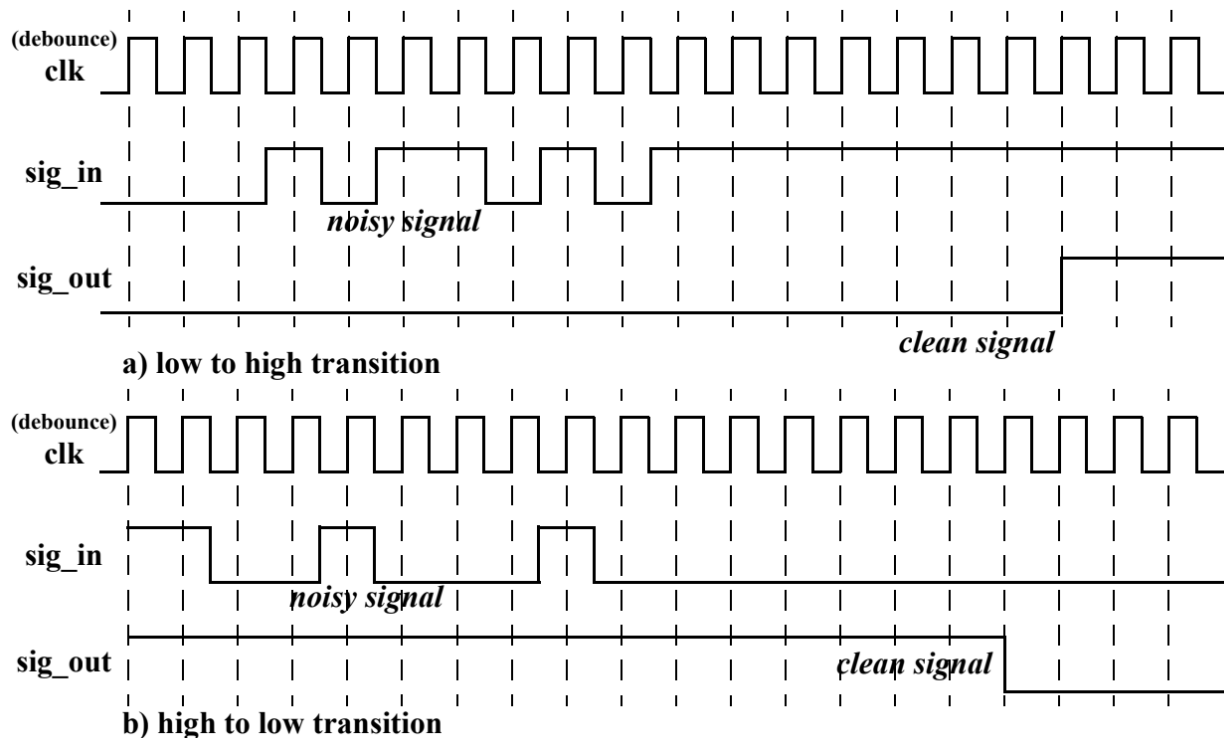 (debounce)
clk
sig_in
noisy signal
sig_out
clean signal
a) low to high transition
(debounce)
clk
sig_in
noisy signal
sig_out
clean signal
b) high to low transition